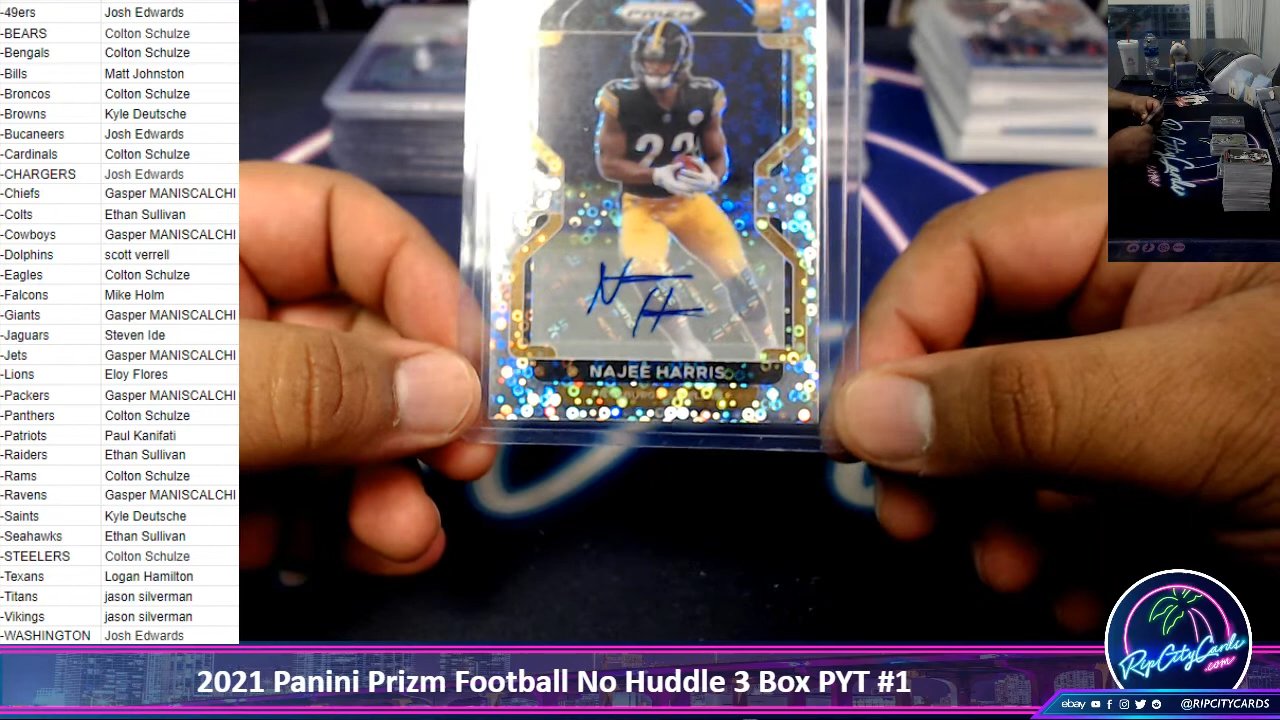 -49ers Josh Edwards
-BEARS Colton Schulze
-Bengals Colton Schulze
-Bills Matt Johnston
-Broncos Colton Schulze
-Browns Kyle Deutsche
-Bucaneers Josh Edwards
-Cardinals Colton Schulze
-CHARGERS Josh Edwards
-Chiefs Gasper MANISCALCHI
-Colts Ethan Sullivan
-Cowboys Gasper MANISCALCHI
-Dolphins scott verrell
-Eagles Colton Schulze
-Falcons Mike Holm
-Giants Gasper MANISCALCHI
-Jaguars Steven Ide
-Jets Gasper MANISCALCHI
-Lions Eloy Flores
-Packers Gasper MANISCALCHI
-Panthers Colton Schulze
-Patriots Paul Kanifati
-Raiders Ethan Sullivan
-Rams Colton Schulze
-Ravens Gasper MANISCALCHI
-Saints Kyle Deutsche
-Seahawks Ethan Sullivan
-STEELERS Colton Schulze
-Texans Logan Hamilton
-Titans jason silverman
-Vikings jason silverman
-WASHINGTON Josh Edwards
PRIZM
22
NAJEE HARRIS
RipCityCards
.com
2021 Panini Prizm Football No Huddle 3 Box PYT #1
ebay @RIPCITYCARDS